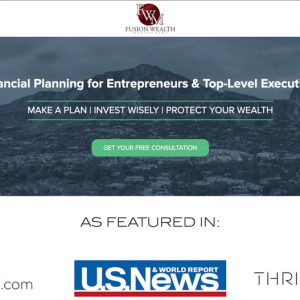 FUSION WEALTH
ancial Planning for Entrepreneurs & Top-Level Executi
MAKE A PLAN | INVEST WISELY | PROTECT YOUR WEALTH
GET YOUR FREE CONSULTATION
AS FEATURED IN:
.com
U.S.News
& WORLD REPORT
THRI